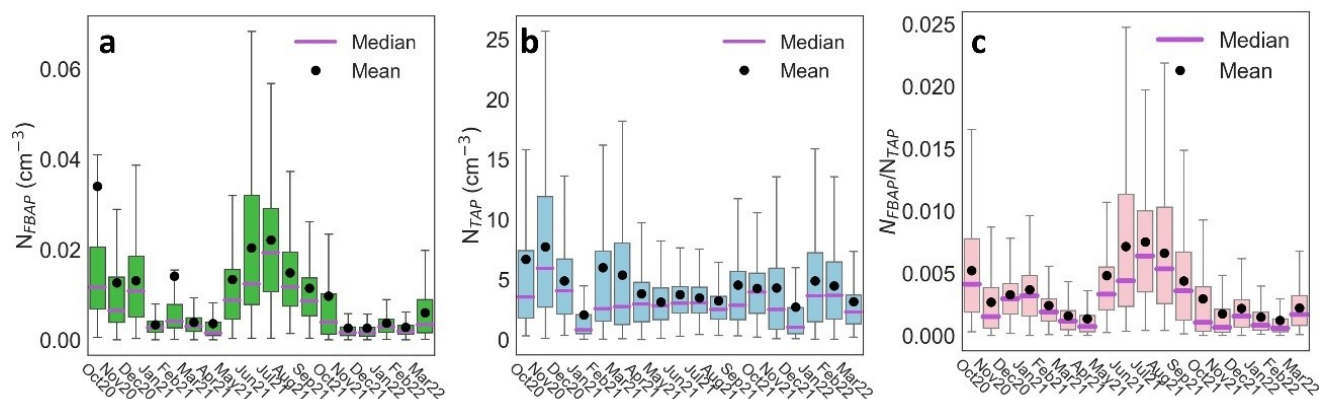 a
Median
Mean
N_FBAP (cm⁻³)
0.06
0.04
0.02
0.00
Oct20
Nov20
Dec20
Jan21
Feb21
Mar21
Apr21
May21
Jun21
Jul21
Aug21
Sep21
Oct21
Nov21
Dec21
Jan22
Feb22
Mar22
b
Median
Mean
N_TAP (cm⁻³)
25
20
15
10
5
0
Oct20
Nov20
Dec20
Jan21
Feb21
Mar21
Apr21
May21
Jun21
Jul21
Aug21
Sep21
Oct21
Nov21
Dec21
Jan22
Feb22
Mar22
c
Median
Mean
N_FBAP/N_TAP
0.025
0.020
0.015
0.010
0.005
0.000
Oct20
Nov20
Dec20
Jan21
Feb21
Mar21
Apr21
May21
Jun21
Jul21
Aug21
Sep21
Oct21
Nov21
Dec21
Jan22
Feb22
Mar22